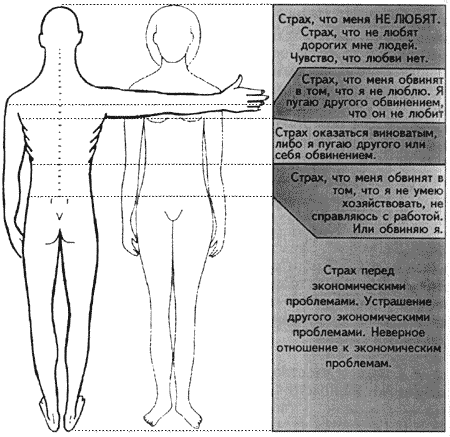 Страх, что меня НЕ ЛЮБЯТ.
Страх, что не любят
дорогих мне людей.
Чувство, что любви нет.
Страх, что меня обвинят
в том, что я не люблю. Я
пугаю другого обвинением,
что он не любит
Страх оказаться виноватым,
либо я пугаю другого или
себя обвинением.
Страх, что меня обвинят в
том, что я не умею
хозяйствовать, не
справляюсь с работой.
Или обвиняю я.
Страх перед
экономическими
проблемами. Устрашение
другого экономическими
проблемами. Неверное
отношение к экономическим
проблемам.